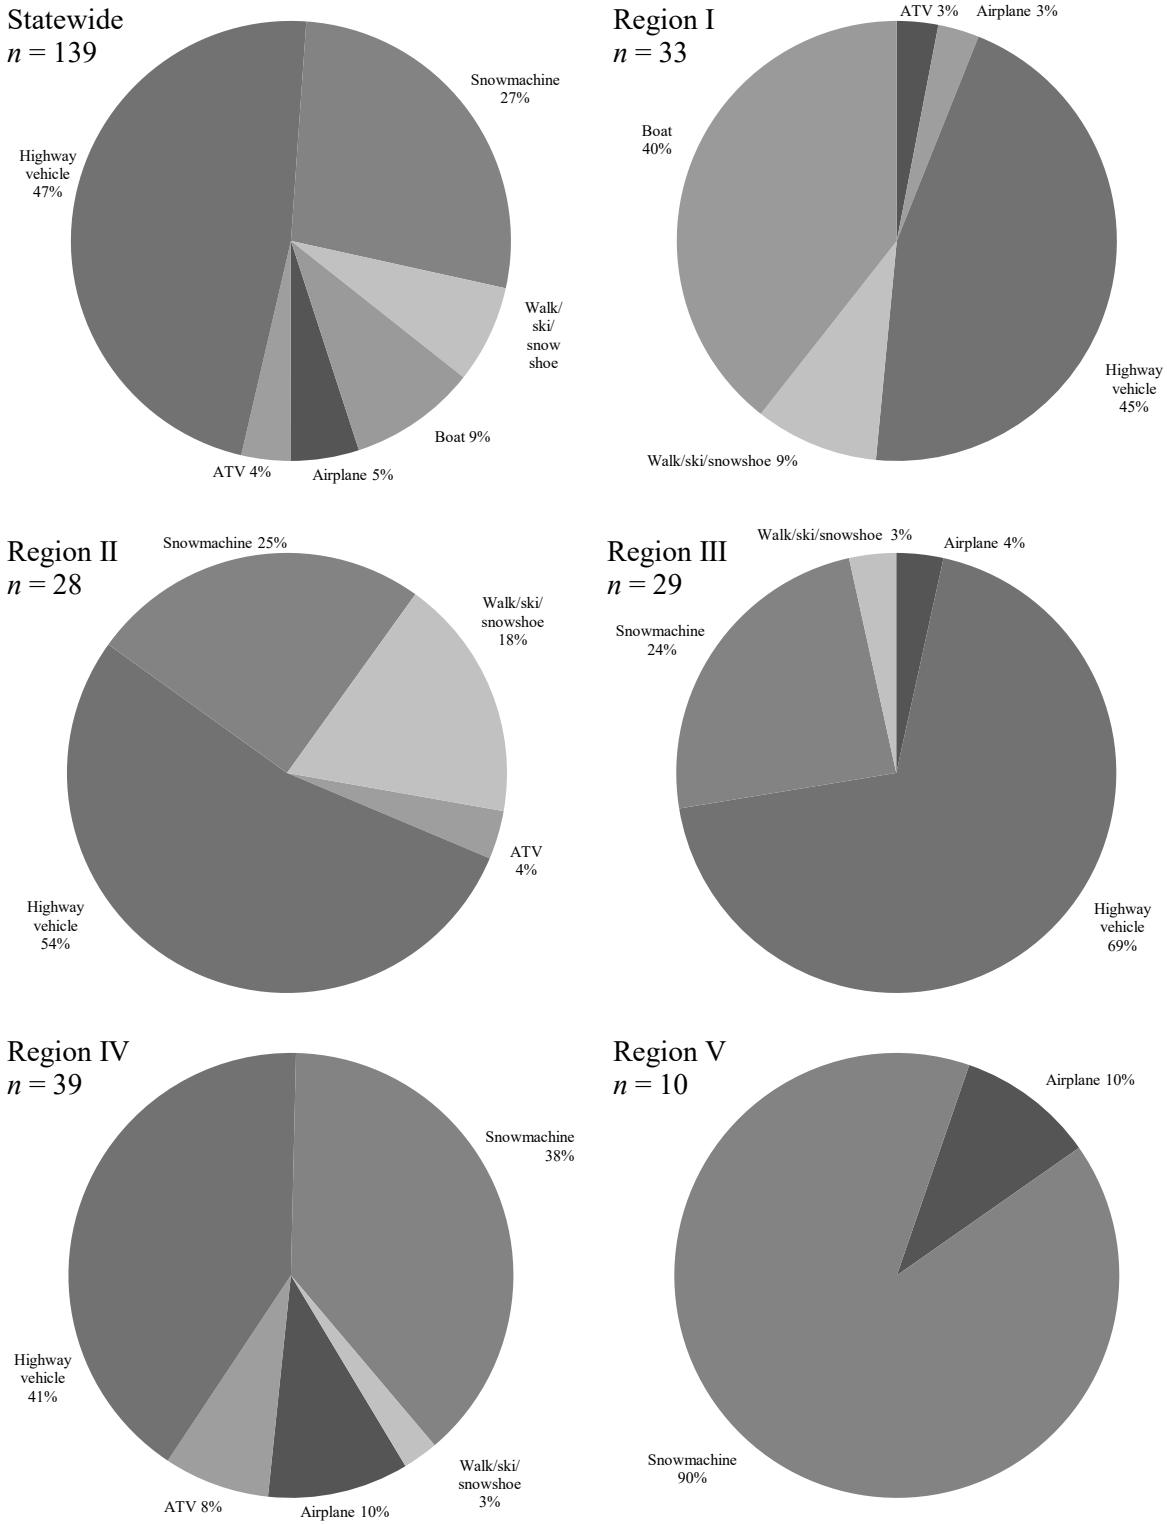 Statewide
n = 139
Snowmachine
27%
Highway
vehicle
47%
Walk/
ski/
snow
shoe
Boat 9%
ATV 4%
Airplane 5%
Region I
n = 33
ATV 3%
Airplane 3%
Boat
40%
Highway
vehicle
45%
Walk/ski/snowshoe 9%
Region II
n = 28
Snowmachine 25%
Walk/ski/
snowshoe
18%
ATV
4%
Highway
vehicle
54%
Region III
n = 29
Walk/ski/snowshoe 3%
Airplane 4%
Snowmachine
24%
Highway
vehicle
69%
Region IV
n = 39
Snowmachine
38%
Highway
vehicle
41%
Walk/ski/
snowshoe
3%
ATV 8%
Airplane 10%
Region V
n = 10
Airplane 10%
Snowmachine
90%